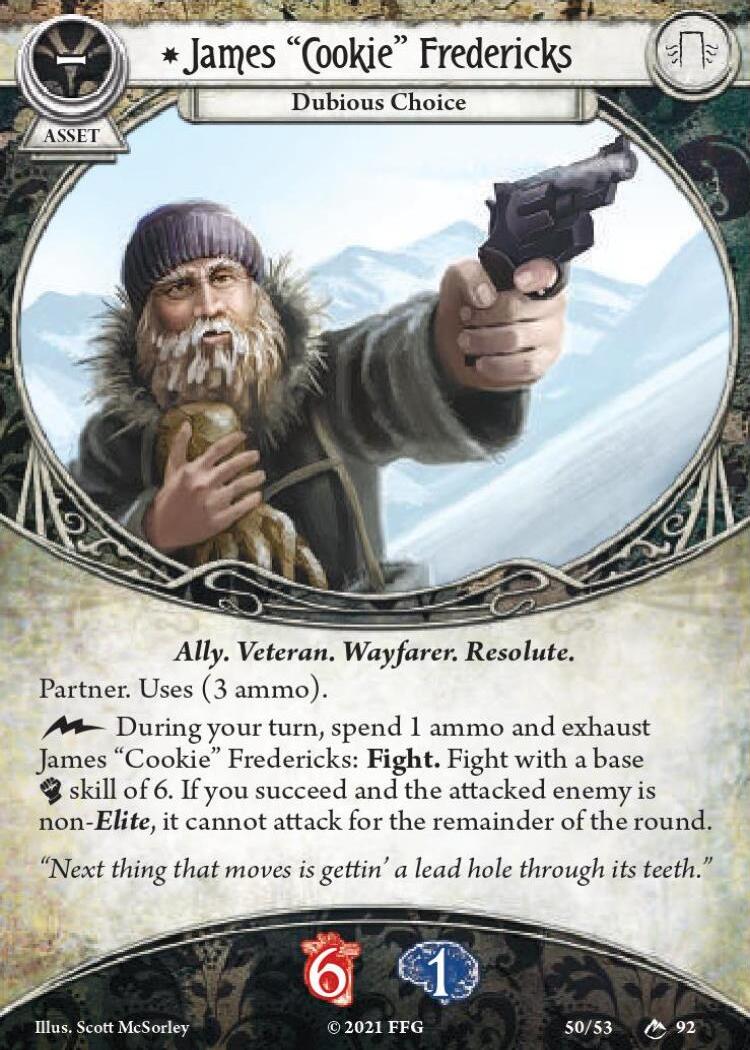 James “Cookie” Fredericks
Dubious Choice
ASSET
Ally. Veteran. Wayfarer. Resolute.
Partner. Uses (3 ammo).
During your turn, spend 1 ammo and exhaust
James “Cookie” Fredericks: Fight. Fight with a base
skill of 6. If you succeed and the attacked enemy is
non-Elite, it cannot attack for the remainder of the round.
“Next thing that moves is gettin’ a lead hole through its teeth.”
6 1
Illus. Scott McSorley © 2021 FFG 50/53 92